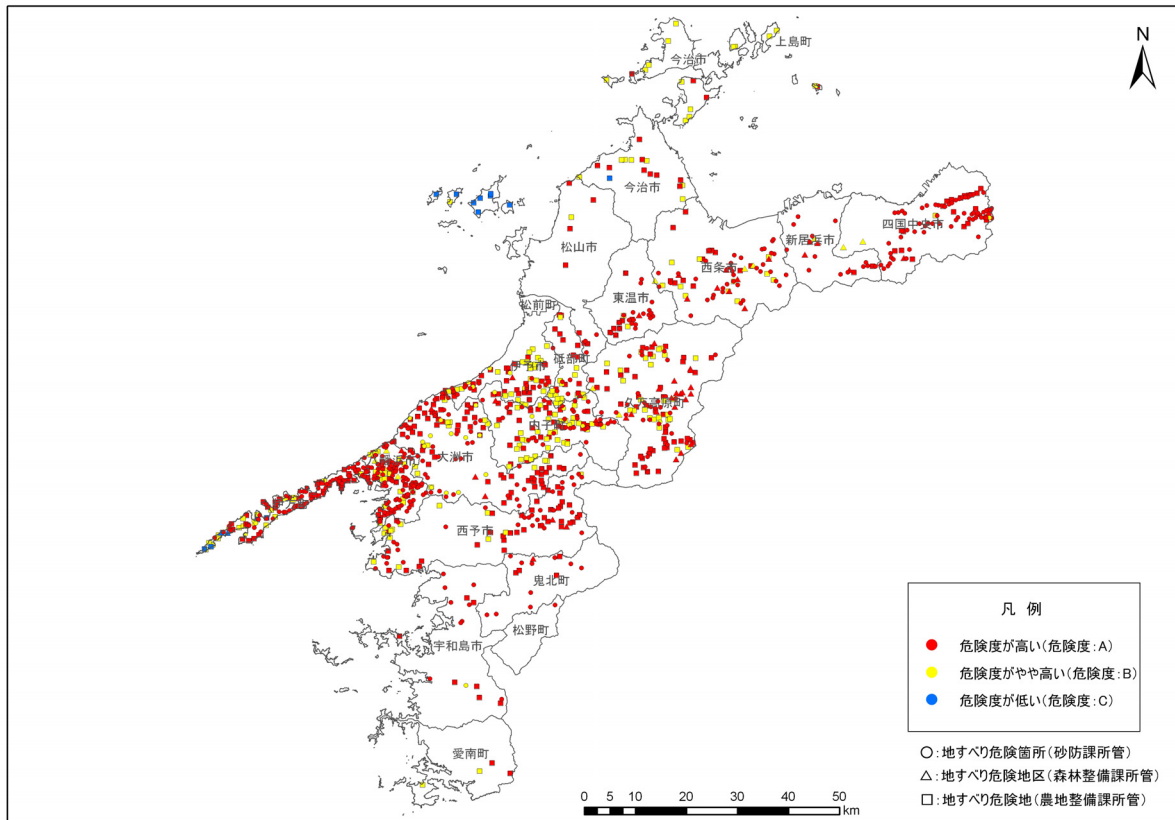 上島町
今治市
N
今治市
四国中央市
新居浜市
松山市
西条市
東温市
松前町
砥部町
伊予市
久万高原町
内子町
大洲市
西予市
鬼北町
松野町
宇和島市
愛南町
凡 例
危険度が高い(危険度:A)
危険度がやや高い(危険度:B)
危険度が低い(危険度:C)
○:地すべり危険箇所(砂防課所管)
△:地すべり危険地区(森林整備課所管)
□:地すべり危険地(農地整備課所管)
0 5 10 20 30 40 50
km